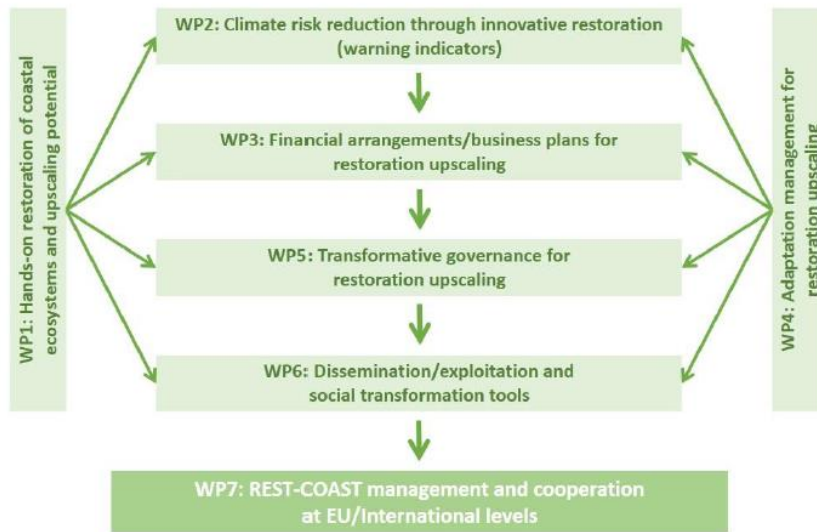 WP1: Hands-on restoration of coastal
ecosystems and upscaling potential
WP2: Climate risk reduction through innovative restoration
(warning indicators)
WP3: Financial arrangements/business plans for
restoration upscaling
WP5: Transformative governance for
restoration upscaling
WP6: Dissemination/exploitation and
social transformation tools
WP4: Adaptation management for
restoration upscaling
WP7: REST-COAST management and cooperation
at EU/International levels